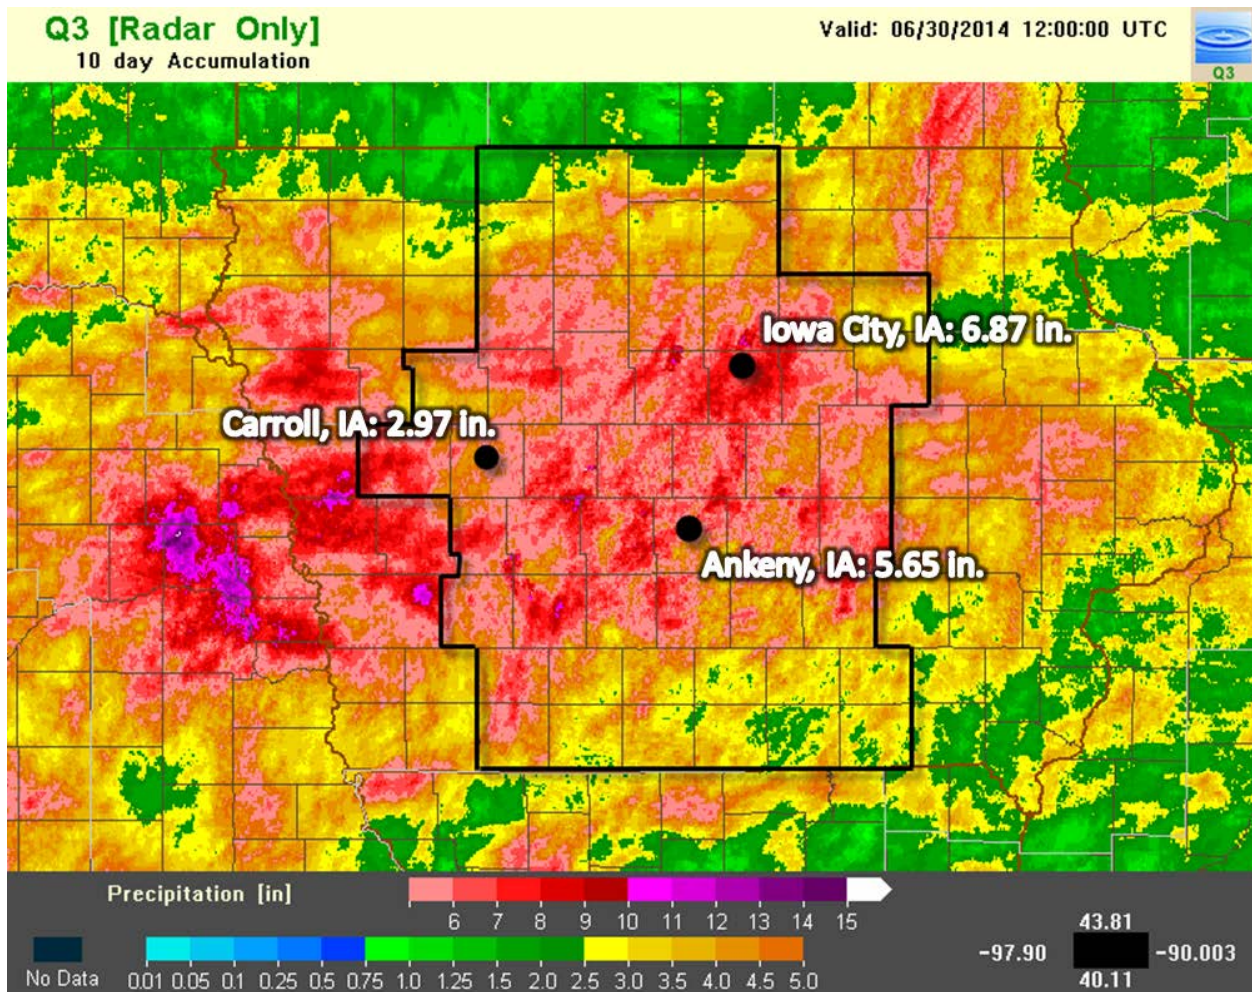 Q3 [Radar Only]
10 day Accumulation
Valid: 06/30/2014 12:00:00 UTC
Q3
Iowa City, IA: 6.87 in.
Carroll, IA: 2.97 in.
Ankeny, IA: 5.65 in.
Precipitation [in]
6 7 8 9 10 11 12 13 14 15
No Data
0.01 0.05 0.1 0.25 0.5 0.75 1.0 1.25 1.5 2.0 2.5 3.0 3.5 4.0 4.5 5.0
43.81
-97.90 -90.003
40.11